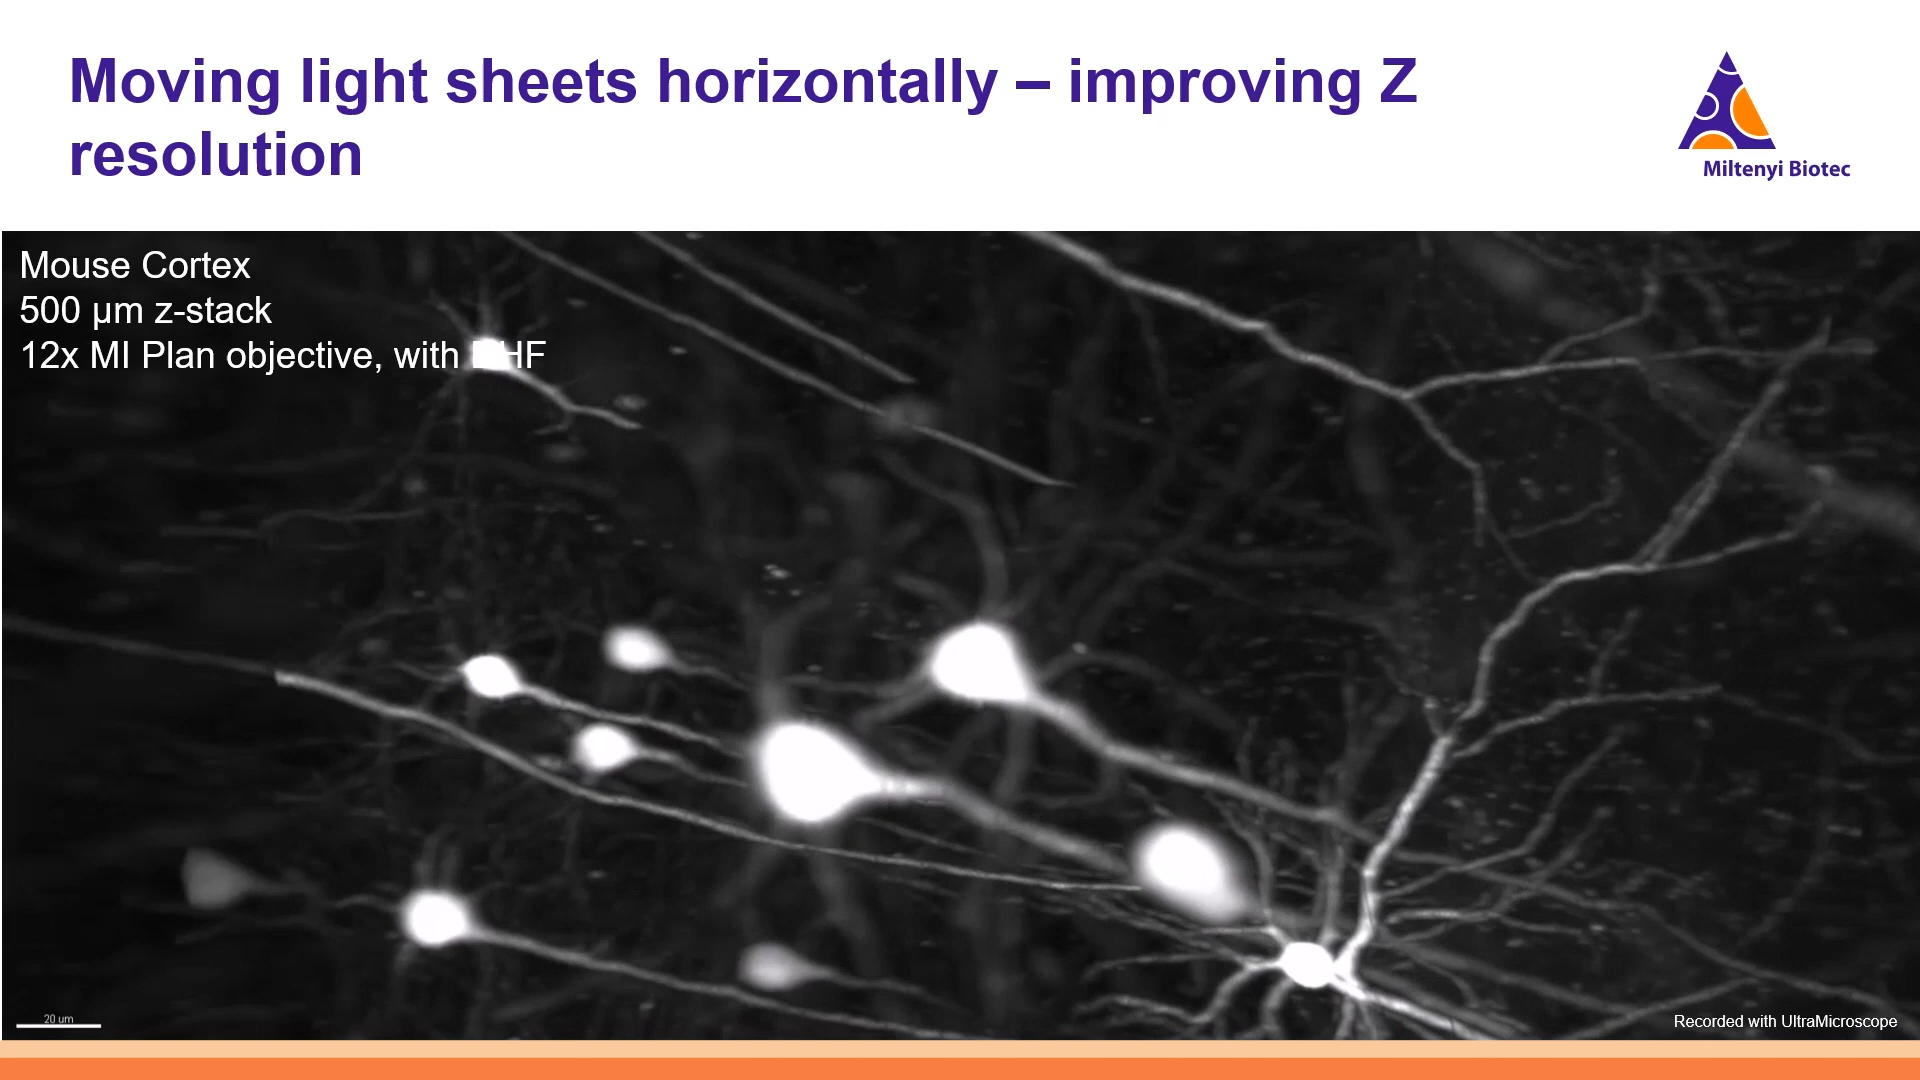 Moving light sheets horizontally – improving Z
resolution
Miltenyi Biotec
Mouse Cortex
500 µm z-stack
12x MI Plan objective, with
20 um
Recorded with UltraMicroscope